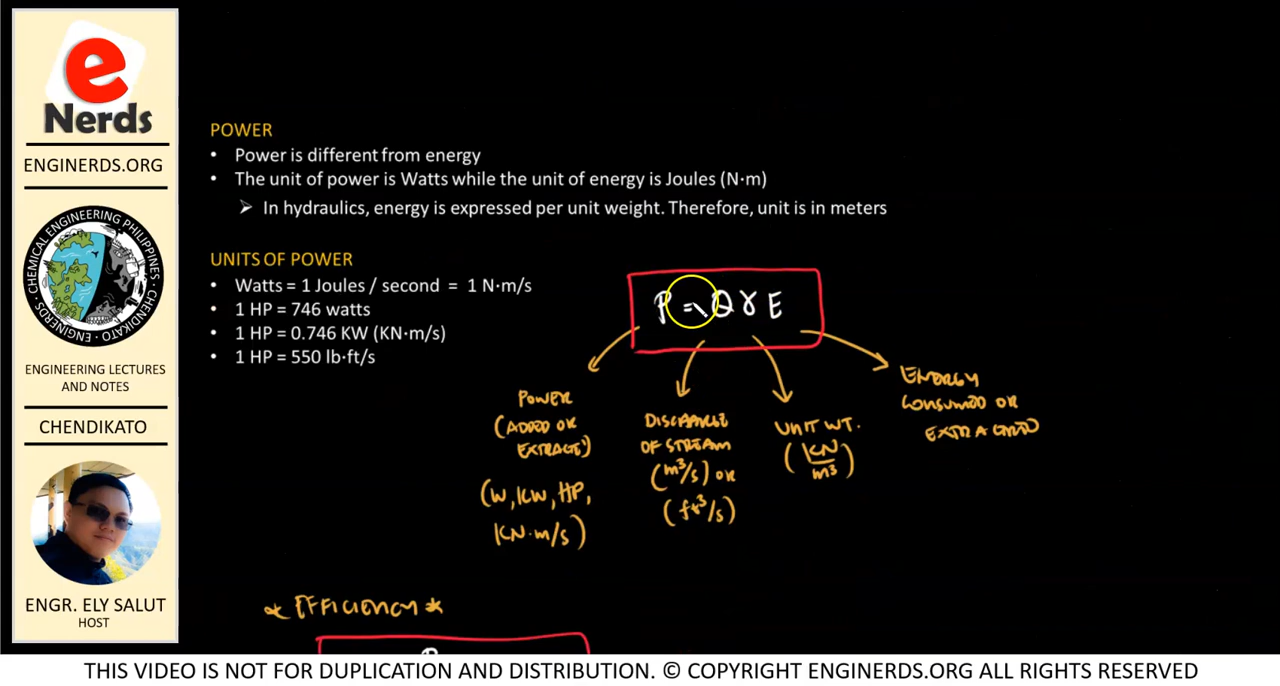 e
Nerds
ENGINERDS.ORG
CHEMICAL ENGINEERING PHILIPPINES
CHENDIKATO
ENGINERDS.ORG
ENGINEERING LECTURES
AND NOTES
CHENDIKATO
ENGR. ELY SALUT
HOST
POWER
• Power is different from energy
• The unit of power is Watts while the unit of energy is Joules (N·m)
➢ In hydraulics, energy is expressed per unit weight. Therefore, unit is in meters
UNITS OF POWER
• Watts = 1 Joules / second = 1 N·m/s
• 1 HP = 746 watts
• 1 HP = 0.746 KW (KN·m/s)
• 1 HP = 550 lb·ft/s
P = QγE
POWER
(ADDED OR
EXTRACT)
(W, KW, HP,
KN·m/s)
DISCHARGE
OF STREAM
(m³/s) OR
(ft³/s)
UNIT WT.
(KN/m³)
ENERGY
CONSUMED OR
EXTRACTED
* EFFICIENCY *
THIS VIDEO IS NOT FOR DUPLICATION AND DISTRIBUTION. © COPYRIGHT ENGINERDS.ORG ALL RIGHTS RESERVED